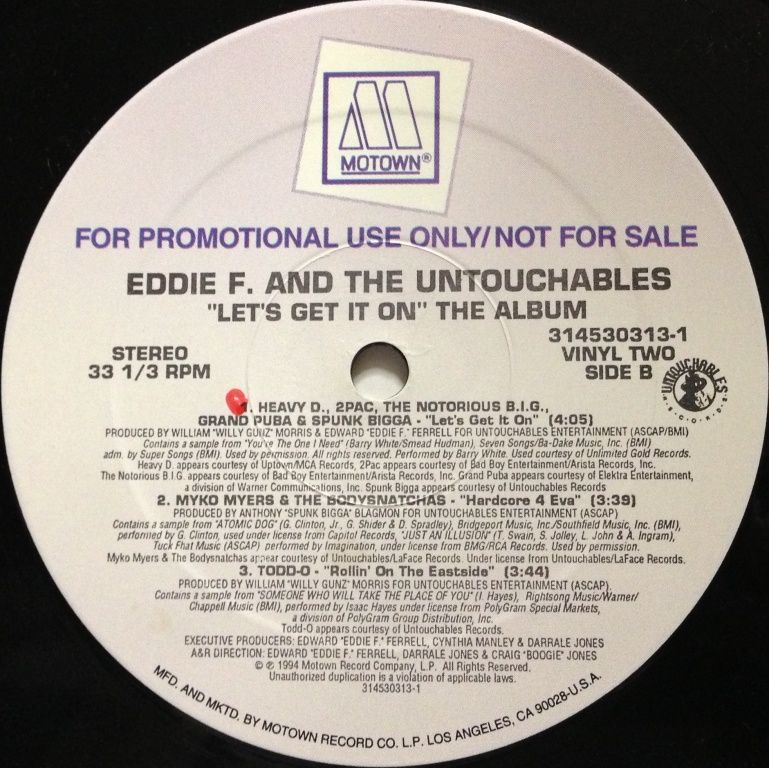 MOTOWN®
FOR PROMOTIONAL USE ONLY/NOT FOR SALE
EDDIE F. AND THE UNTOUCHABLES
"LET'S GET IT ON" THE ALBUM
STEREO
33 1/3 RPM
314530313-1
VINYL TWO
SIDE B
UNTOUCHABLES
RECORDS
1. HEAVY D., 2PAC, THE NOTORIOUS B.I.G.,
GRAND PUBA & SPUNK BIGGA - "Let's Get It On" (4:05)
PRODUCED BY WILLIAM "WILLY GUNZ" MORRIS & EDWARD "EDDIE F." FERRELL FOR UNTOUCHABLES ENTERTAINMENT (ASCAP/BMI)
Contains a sample from "You're The One I Need" (Barry White/Smead Hudman), Seven Songs/Ba-Dake Music, Inc. (BMI)
adm. by Super Songs (BMI). Used by permission. All rights reserved. Performed by Barry White. Used courtesy of Unlimited Gold Records.
Heavy D. appears courtesy of Uptown/MCA Records, 2Pac appears courtesy of Bad Boy Entertainment/Arista Records, Inc.
The Notorious B.I.G. appears courtesy of Bad Boy Entertainment/Arista Records, Inc. Grand Puba appears courtesy of Elektra Entertainment,
a division of Warner Communications, Inc. Spunk Bigga appears courtesy of Untouchables Records
2. MYKO MYERS & THE BODYSNATCHAS - "Hardcore 4 Eva" (3:39)
PRODUCED BY ANTHONY "SPUNK BIGGA" BLAGMON FOR UNTOUCHABLES ENTERTAINMENT (ASCAP)
Contains a sample from "ATOMIC DOG" (G. Clinton, Jr., G. Shider & D. Spradley), Bridgeport Music, Inc./Southfield Music, Inc. (BMI),
performed by G. Clinton, used under license from Capitol Records, "JUST AN ILLUSION" (T. Swain, S. Jolley, L. John & A. Ingram),
Tuck Fhat Music (ASCAP) performed by Imagination, under license from BMG/RCA Records. Used by permission.
Myko Myers & The Bodysnatchas appear courtesy of Untouchables/LaFace Records. Under license from Untouchables/LaFace Records.
3. TODD-O - "Rollin' On The Eastside" (3:44)
PRODUCED BY WILLIAM "WILLY GUNZ" MORRIS FOR UNTOUCHABLES ENTERTAINMENT (ASCAP).
Contains a sample from "SOMEONE WHO WILL TAKE THE PLACE OF YOU" (I. Hayes), Rightsong Music/Warner/
Chappell Music (BMI), performed by Isaac Hayes under license from PolyGram Special Markets,
a division of PolyGram Group Distribution, Inc.
Todd-O appears courtesy of Untouchables Records.
EXECUTIVE PRODUCERS: EDWARD "EDDIE F." FERRELL, CYNTHIA MANLEY & DARRALE JONES
A&R DIRECTION: EDWARD "EDDIE F." FERRELL, DARRALE JONES & CRAIG "BOOGIE" JONES
© ℗ 1994 Motown Record Company, L.P. All Rights Reserved.
Unauthorized duplication is a violation of applicable laws.
314530313-1
MFD. AND MKTD. BY MOTOWN RECORD CO. L.P. LOS ANGELES, CA 90028-U.S.A.